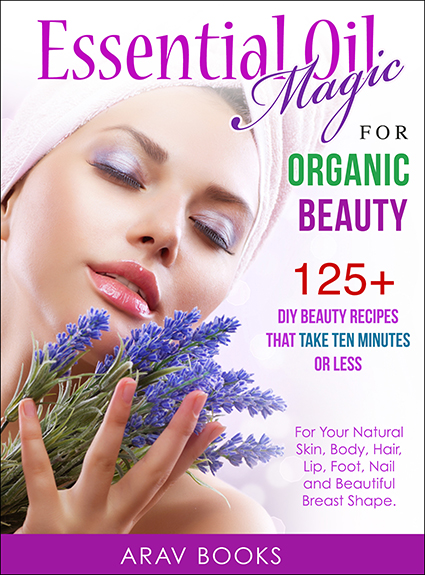 Essential Oil
Magic
FOR
ORGANIC
BEAUTY
125+
DIY BEAUTY RECIPES
THAT TAKE TEN MINUTES
OR LESS
For Your Natural
Skin, Body, Hair,
Lip, Foot, Nail
and Beautiful
Breast Shape.
ARAV BOOKS